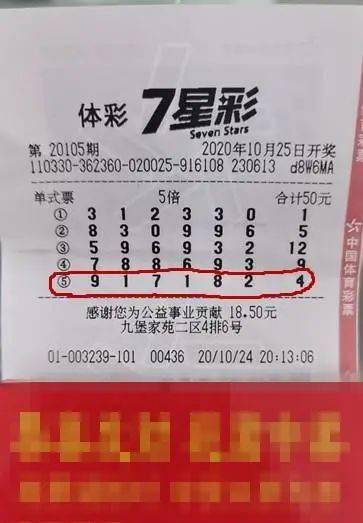 体彩 7星彩
Seven Stars
第 20105期 2020年10月25日开奖
110330-362360-020025-916108 230613 d8W6MA
单式票 5倍 合计50元
① 3 1 2 3 3 0 1
② 8 3 0 9 9 6 5
③ 5 9 6 9 3 2 12
④ 7 8 8 6 9 3 9
⑤ 9 1 7 1 8 2 4
感谢您为公益事业贡献 18.50元
九堡家苑二区4排6号
01-003239-101 00436 20/10/24 20:13:06
中国体育彩票